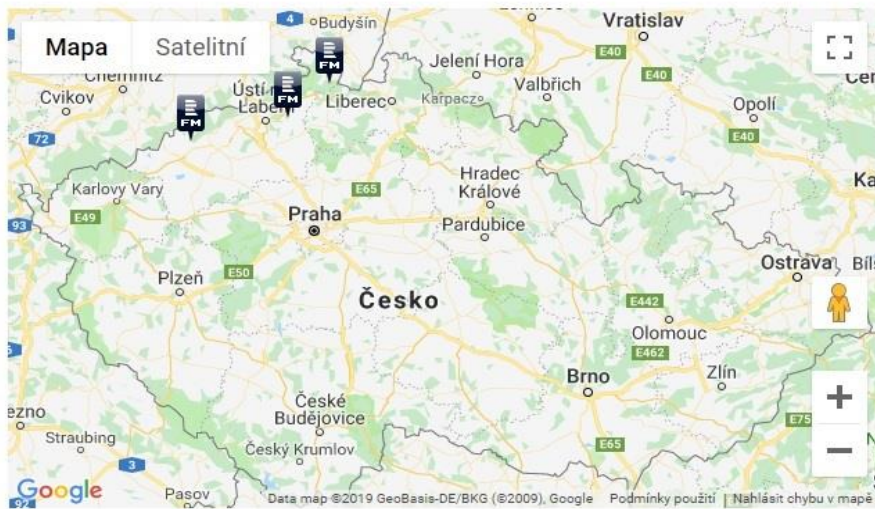 4
Budyšín
Vratislav
E40
E40
Mapa
Satelitní
Chemnitz
Cvikov
Ústí n
Labem
Liberec
Jelení Hora
Karpacz
Valbřich
Opolí
E40
72
FM
FM
FM
Karlovy Vary
E49
93
E65
Hradec
Králové
Praha
Pardubice
Plzeň
E50
Česko
Ostrava
Bíls
E442
Olomouc
E462
Brno
Zlín
České
Budějovice
ezno
Straubing
Český Krumlov
E65
E75
3
92
Google
Pasov
Data map ©2019 GeoBasis-DE/BKG (©2009), Google
Podmínky použití
Nahlásit chybu v mapě